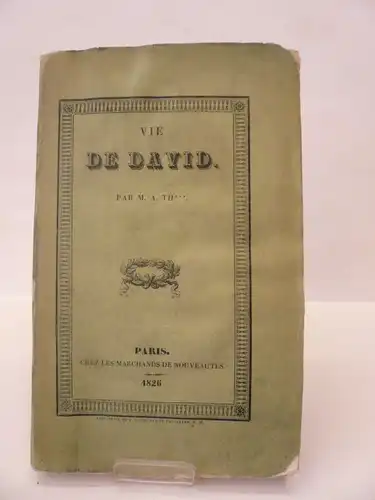 VIE
DE DAVID.
PAR M. A. TH***.
PARIS.
CHEZ LES MARCHANDS DE NOUVEAUTÉS
1826